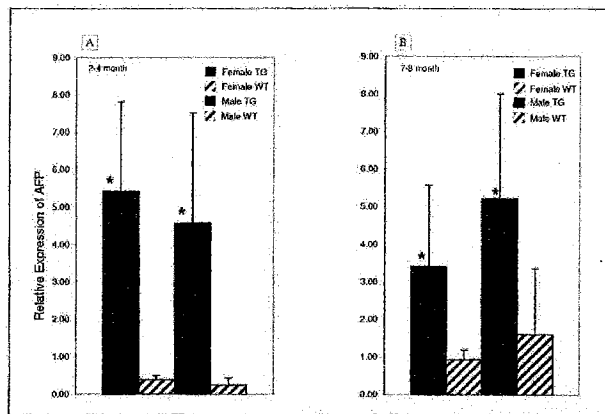 A
9.00
8.00
7.00
6.00
5.00
4.00
3.00
2.00
1.00
0.00
Relative Expression of AFP
2-4 month
Female TG
Female WT
Male TG
Male WT
*
*
B
9.00
8.00
7.00
6.00
5.00
4.00
3.00
2.00
1.00
0.00
7-9 month
Female TG
Female WT
Male TG
Male WT
*
*